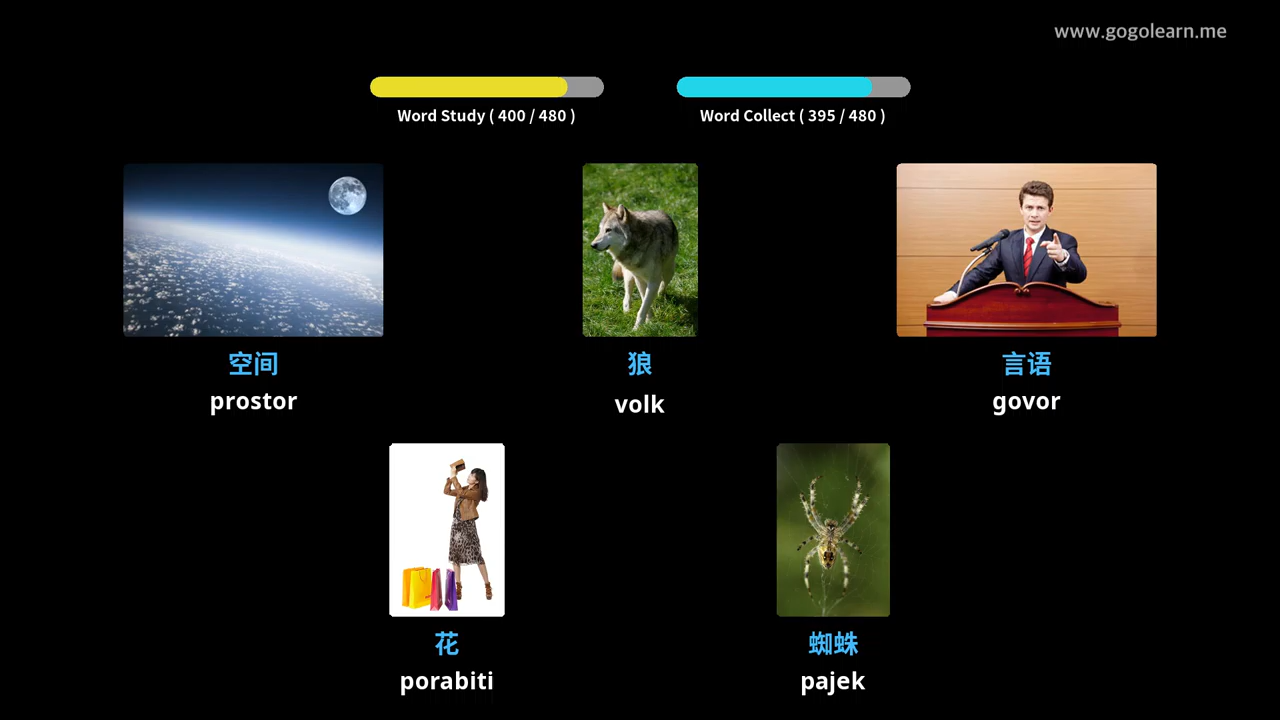 www.gogolearn.me
Word Study ( 400 / 480 )
Word Collect ( 395 / 480 )
空间
prostor
狼
volk
言语
govor
花
porabiti
蜘蛛
pajek